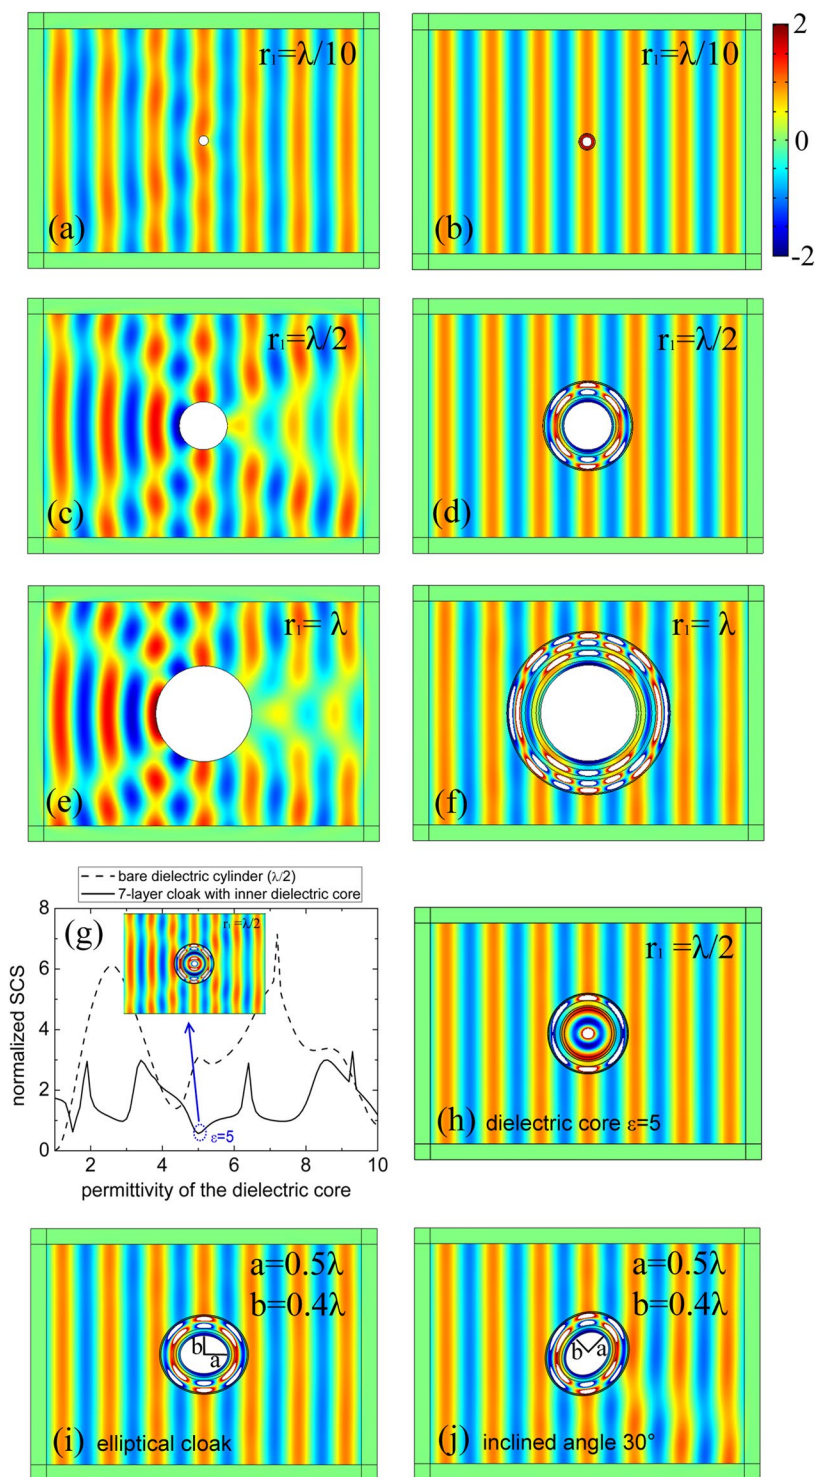 r₁=λ/10
(a)
r₁=λ/10
(b)
2
0
-2
r₁=λ/2
(c)
r₁=λ/2
(d)
r₁= λ
(e)
r₁= λ
(f)
bare dielectric cylinder (λ/2)
7-layer cloak with inner dielectric core
(g)
r₁=λ/2
ε=5
8
6
4
2
0
2
4
6
8
10
normalized SCS
permittivity of the dielectric core
r₁ =λ/2
(h) dielectric core ε=5
a=0.5λ
b=0.4λ
b
a
(i) elliptical cloak
a=0.5λ
b=0.4λ
b
a
(j) inclined angle 30°